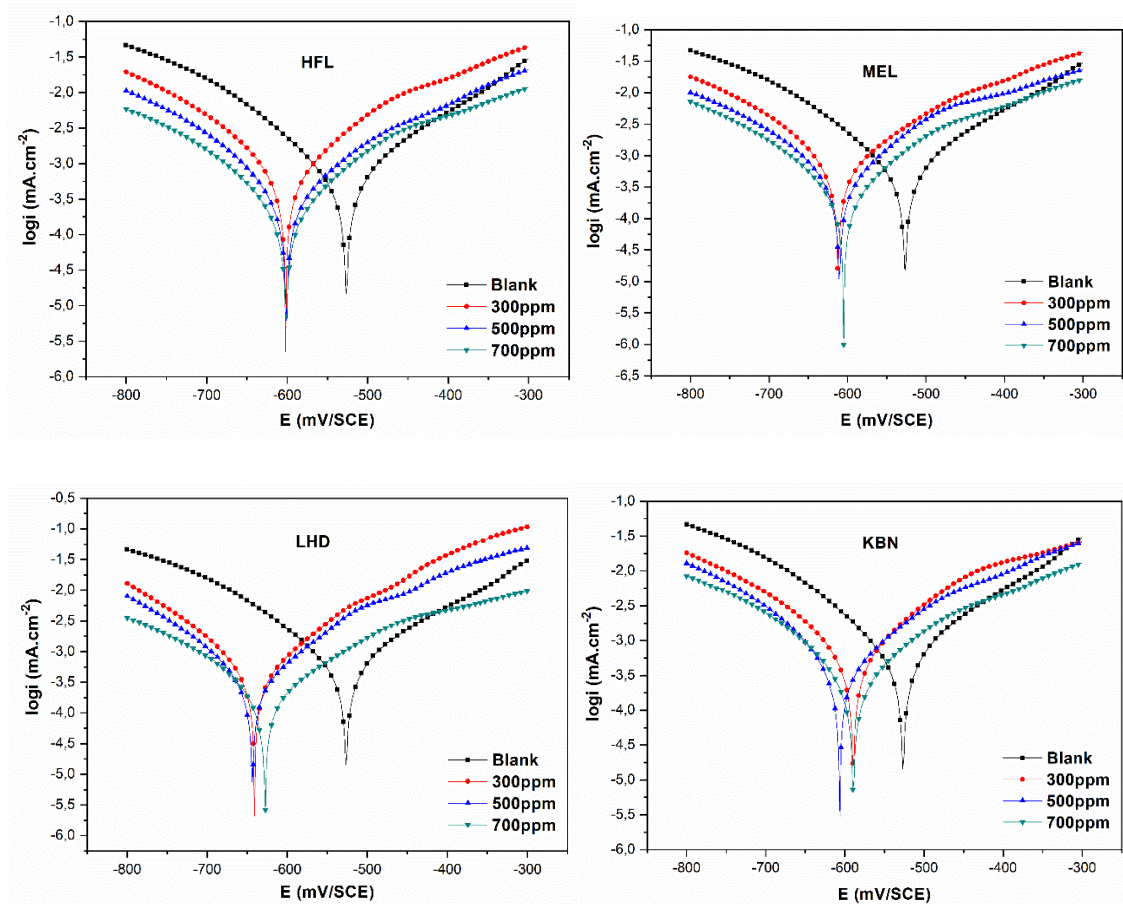 HFL
logi (mA.cm-2)
-1,0
-1,5
-2,0
-2,5
-3,0
-3,5
-4,0
-4,5
-5,0
-5,5
-6,0
Blank
300ppm
500ppm
700ppm
-800 -700 -600 -500 -400 -300
E (mV/SCE)
MEL
logi (mA.cm-2)
-1,0
-1,5
-2,0
-2,5
-3,0
-3,5
-4,0
-4,5
-5,0
-5,5
-6,0
-6,5
Blank
300ppm
500ppm
700ppm
-800 -700 -600 -500 -400 -300
E (mV/SCE)
LHD
logi (mA.cm-2)
-0,5
-1,0
-1,5
-2,0
-2,5
-3,0
-3,5
-4,0
-4,5
-5,0
-5,5
-6,0
Blank
300ppm
500ppm
700ppm
-800 -700 -600 -500 -400 -300
E (mV/SCE)
KBN
logi (mA.cm-2)
-1,0
-1,5
-2,0
-2,5
-3,0
-3,5
-4,0
-4,5
-5,0
-5,5
-6,0
Blank
300ppm
500ppm
700ppm
-800 -700 -600 -500 -400 -300
E (mV/SCE)